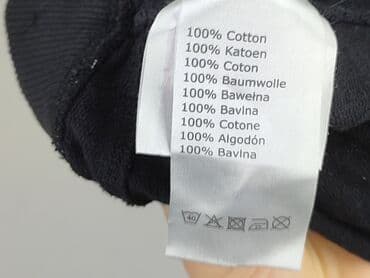 100% Cotton
100% Katoen
100% Coton
100% Baumwolle
100% Bawełna
100% Bavlna
100% Cotone
100% Algodón
100% Bavlna
40